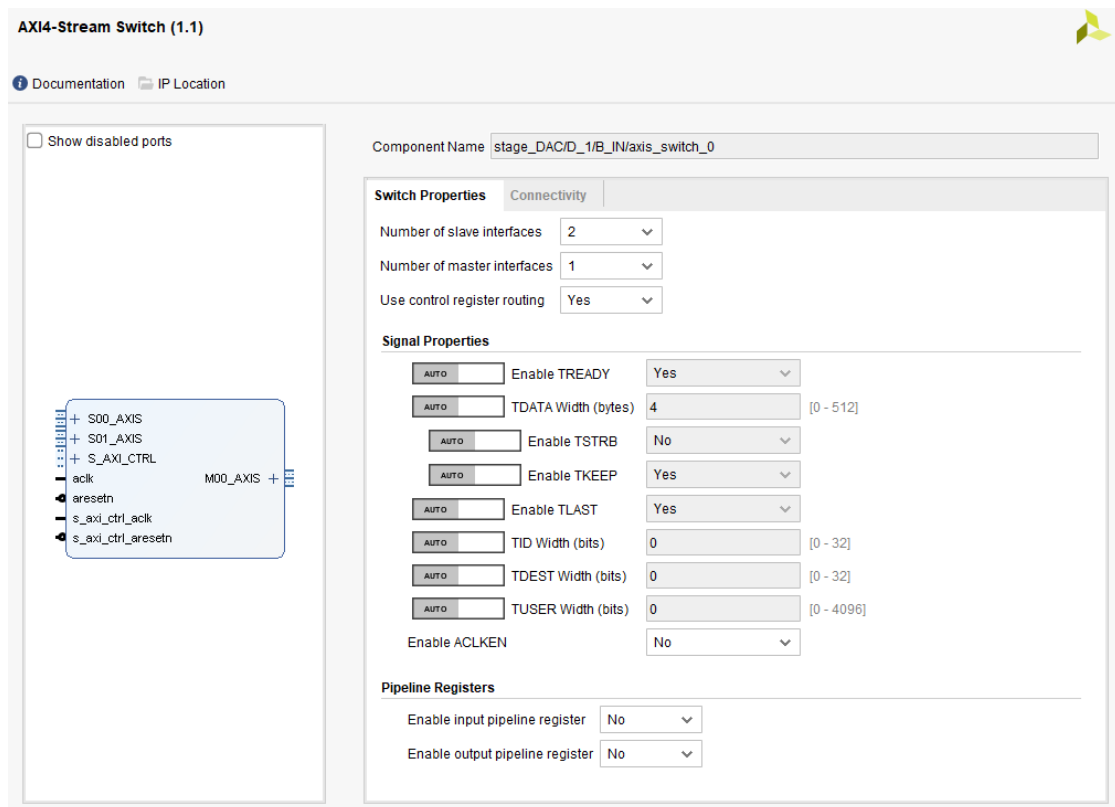 AXI4-Stream Switch (1.1)
Documentation IP Location
Show disabled ports
S00_AXIS
S01_AXIS
S_AXI_CTRL
aclk M00_AXIS
aresetn
s_axi_ctrl_aclk
s_axi_ctrl_aresetn
Component Name stage_DAC/D_1/B_IN/axis_switch_0
Switch Properties Connectivity
Number of slave interfaces 2
Number of master interfaces 1
Use control register routing Yes
Signal Properties
AUTO Enable TREADY Yes
AUTO TDATA Width (bytes) 4 [0 - 512]
AUTO Enable TSTRB No
AUTO Enable TKEEP Yes
AUTO Enable TLAST Yes
AUTO TID Width (bits) 0 [0 - 32]
AUTO TDEST Width (bits) 0 [0 - 32]
AUTO TUSER Width (bits) 0 [0 - 4096]
Enable ACLKEN No
Pipeline Registers
Enable input pipeline register No
Enable output pipeline register No